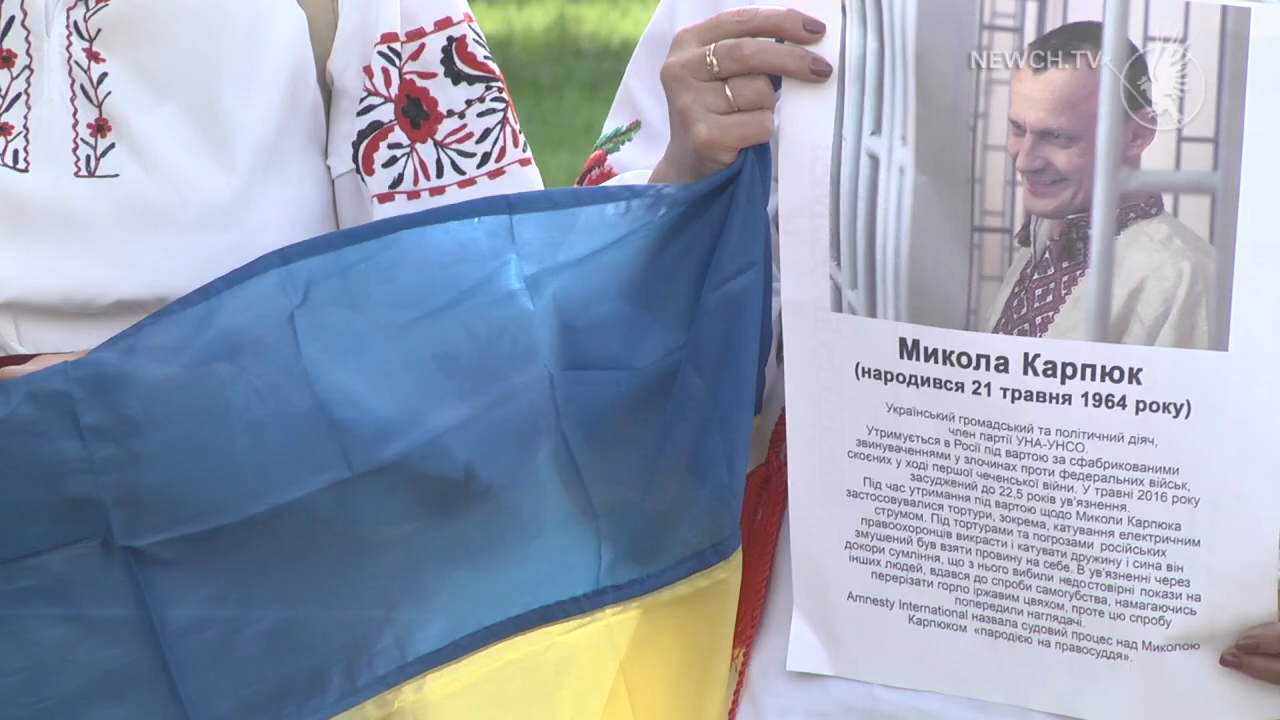 NEWCH.TV
Микола Карпюк
(народився 21 травня 1964 року)
Український громадський та політичний діяч,
член партії УНА-УНСО.
Утримується в Росії під вартою за сфабрикованими
звинуваченнями у злочинах проти федеральних військ,
скоєних у ході першої чеченської війни. У травні 2016 року
засуджений до 22,5 років ув'язнення.
Під час утримання під вартою щодо Миколи Карпюка
застосовувалися тортури, зокрема, катування електричним
струмом. Під тортурами та погрозами російських
правоохоронців викрасти і катувати дружину і сина він
змушений був взяти провину на себе. В ув'язненні через
докори сумління, що з нього вибили недостовірні покази на
інших людей, вдався до спроби самогубства, намагаючись
перерізати горло іржавим цвяхом, проте цю спробу
попередили наглядачі.
Amnesty International назвала судовий процес над Миколою
Карпюком «пародією на правосуддя».